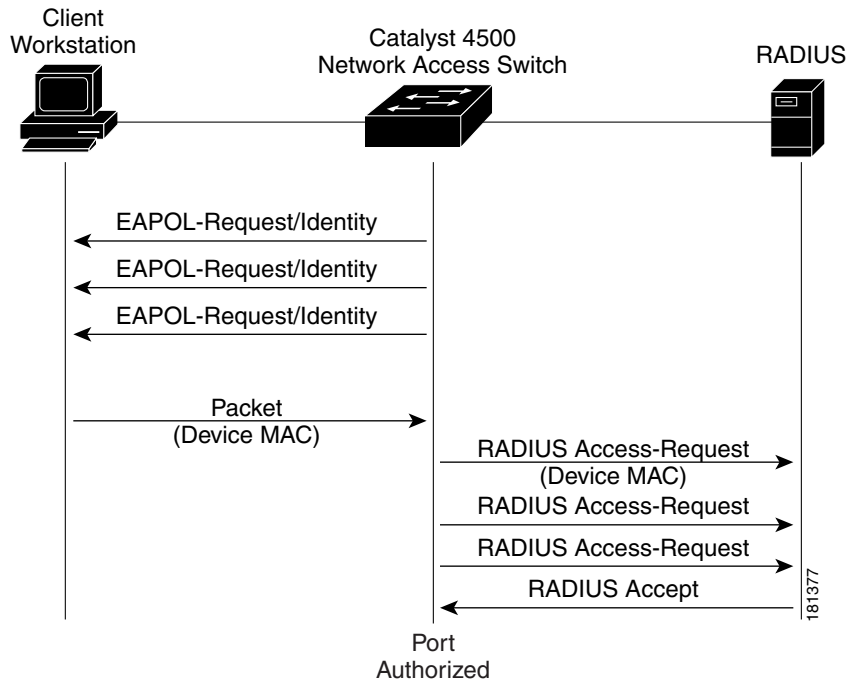 Client
Workstation
Catalyst 4500
Network Access Switch
RADIUS
EAPOL-Request/Identity
EAPOL-Request/Identity
EAPOL-Request/Identity
Packet
(Device MAC)
RADIUS Access-Request
(Device MAC)
RADIUS Access-Request
RADIUS Access-Request
RADIUS Accept
181377
Port
Authorized